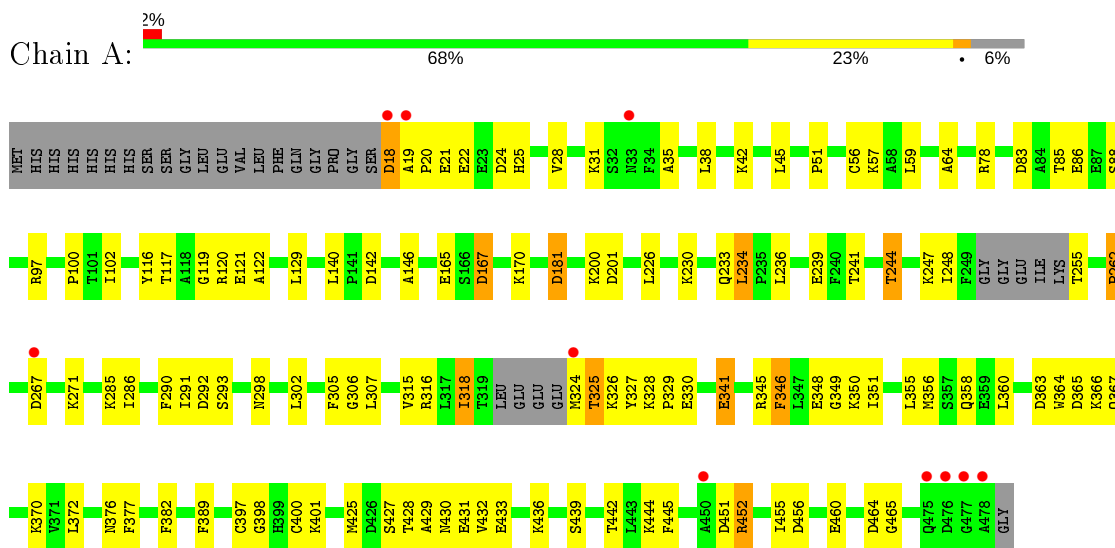 2%
Chain A:
68% 23% • 6%
MET HIS HIS HIS HIS HIS HIS SER SER GLY LEU GLU VAL LEU PHE GLN GLY PRO GLY SER D18 A19 P20 E21 E22 E23 D24 H25 V28 K31 S32 N33 F34 A35 L38 K42 L45 P51 C56 K57 A58 L59 A64 R78 D83 A84 T85 E86 E87 S88
R97 P100 T101 I102 Y116 T117 A118 G119 R120 E121 A122 L129 L140 P141 D142 A146 E165 S166 D167 K170 D181 K200 D201 L226 K230 Q233 L234 P235 L236 E239 F240 T241 T244 K247 I248 F249 GLY GLY GLU ILE LYS T255
D267 K271 K285 I286 F290 I291 D292 S293 N298 L302 F305 G306 L307 V315 R316 L317 I318 T319 LEU GLU GLU GLU M324 T325 K326 Y327 K328 P329 E330 E341 R345 F346 L347 E348 G349 K350 I351 L355 M356 S357 Q358 E359 L360 D363 W364 D365 K366 Q367
K370 V371 L372 N376 F377 F382 F389 C397 G398 H399 C400 K401 M425 D426 S427 T428 A429 N430 E431 V432 E433 K436 S439 T442 L443 K444 F445 A450 D451 R452 I455 D456 E460 D464 G465 Q475 D476 G477 A478 GLY